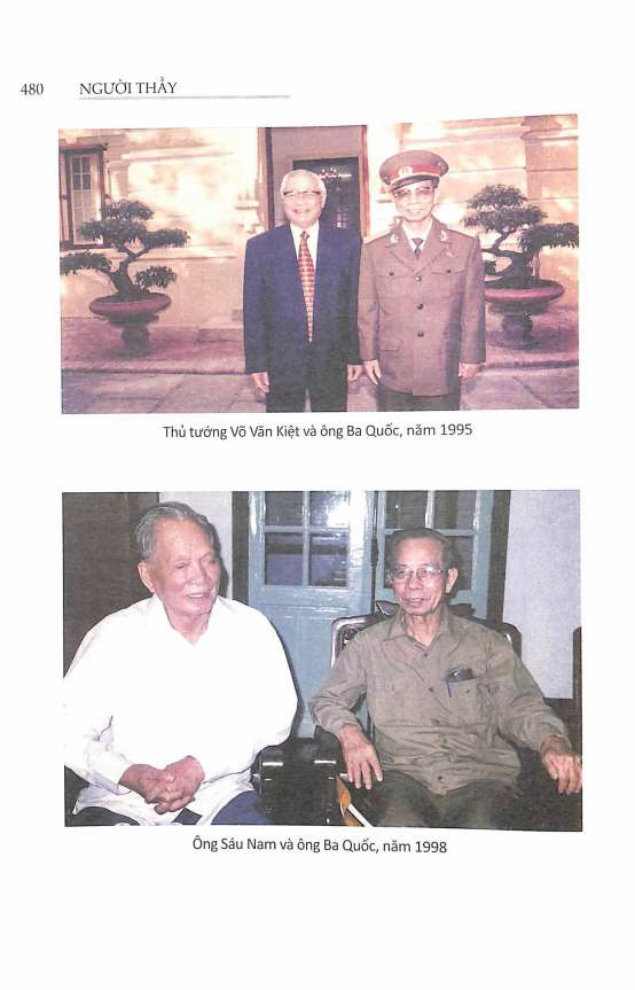 480 NGƯỜI THẦY
Thủ tướng Võ Văn Kiệt và ông Ba Quốc, năm 1995
Ông Sáu Nam và ông Ba Quốc, năm 1998